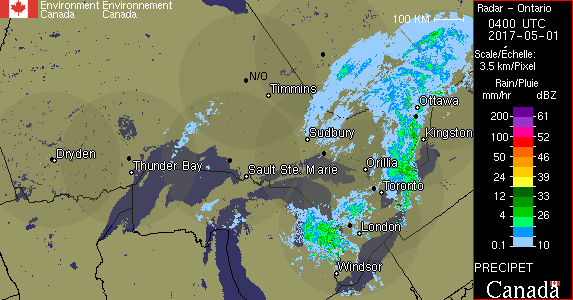 Environment Environnement
Canada Canada
100 KM
N/O
Timmins
Ottawa
Sudbury
Kingston
Dryden
Thunder Bay
Sault Ste. Marie
Orillia
Toronto
London
Windsor
Radar - Ontario
0400 UTC
2017-05-01
Scale/Échelle:
3.5 km/Pixel
Rain/Pluie
mm/hr dBZ
200 61
100 52
50 46
24 39
12 33
4 26
0.1 10
PRECIPET
Canada